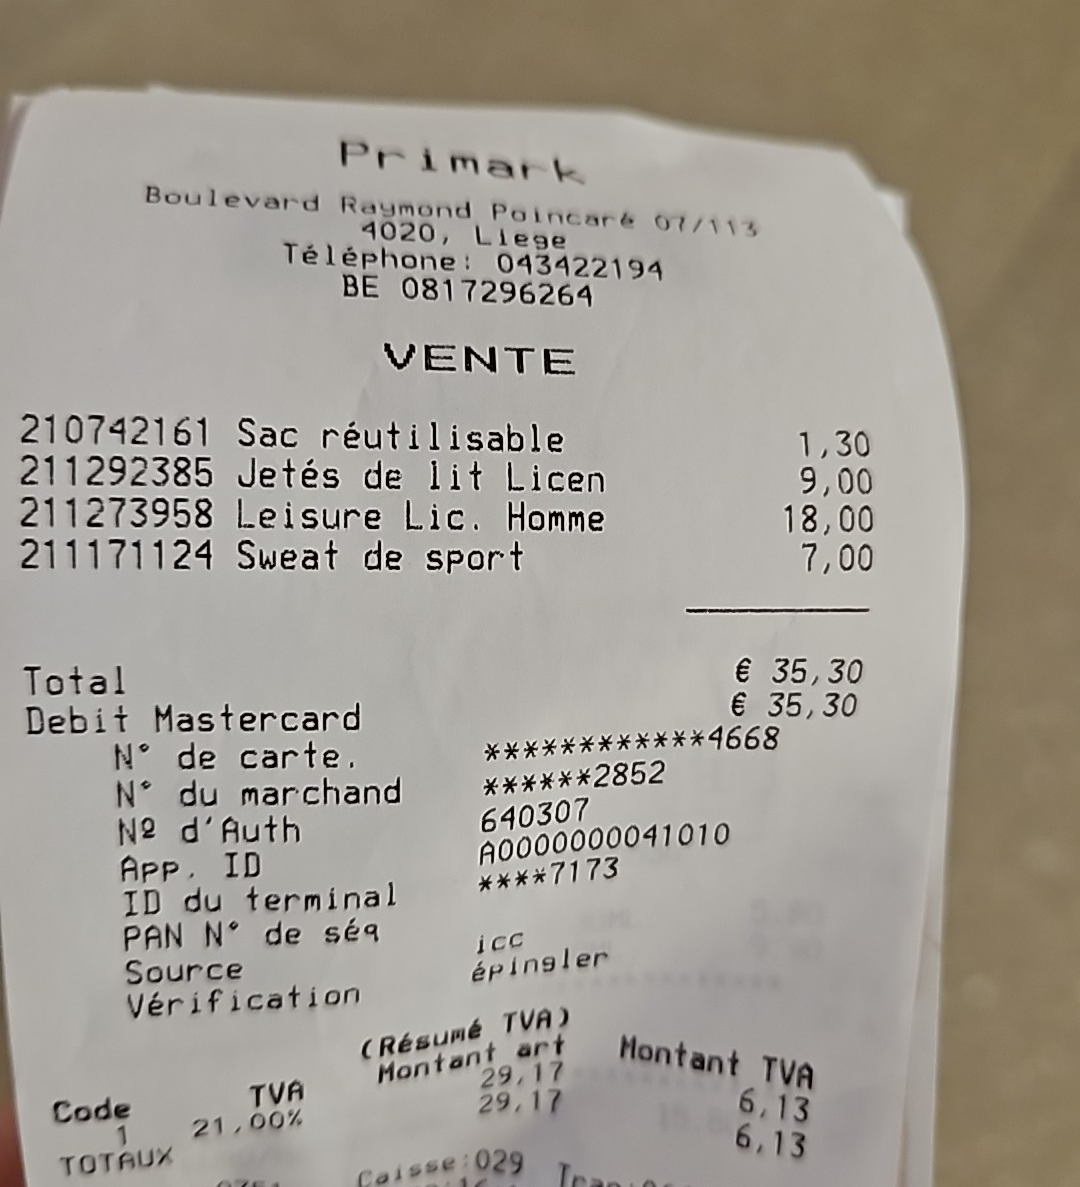 Primark
Boulevard Raymond Poincaré 07/113
4020, Liege
Téléphone: 043422194
BE 0817296264
VENTE
210742161 Sac réutilisable 1,30
211292385 Jetés de lit Licen 9,00
211273958 Leisure Lic. Homme 18,00
211171124 Sweat de sport 7,00
Total € 35,30
Debit Mastercard € 35,30
N° de carte. ************4668
N° du marchand ******2852
Nº d'Auth 640307
App. ID A0000000041010
ID du terminal ****7173
PAN N° de séq
Source icc
Vérification épingler
(Résumé TVA)
Code TVA Montant art Montant TVA
1 21,00% 29,17 6,13
TOTAUX 29,17 6,13
Caisse:029